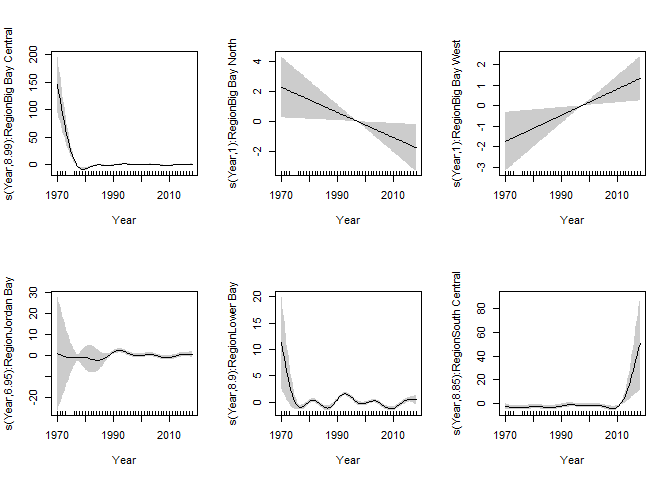 s(Year,8.99):RegionBig Bay Central
200
150
100
50
0
1970 1990 2010
Year
s(Year,1):RegionBig Bay North
4
2
0
-2
1970 1990 2010
Year
s(Year,1):RegionBig Bay West
2
1
0
-1
-2
-3
1970 1990 2010
Year
s(Year,6.95):RegionJordan Bay
30
10
0
-20
1970 1990 2010
Year
s(Year,8.9):RegionLower Bay
20
15
10
5
0
1970 1990 2010
Year
s(Year,8.85):RegionSouth Central
80
60
40
20
0
1970 1990 2010
Year